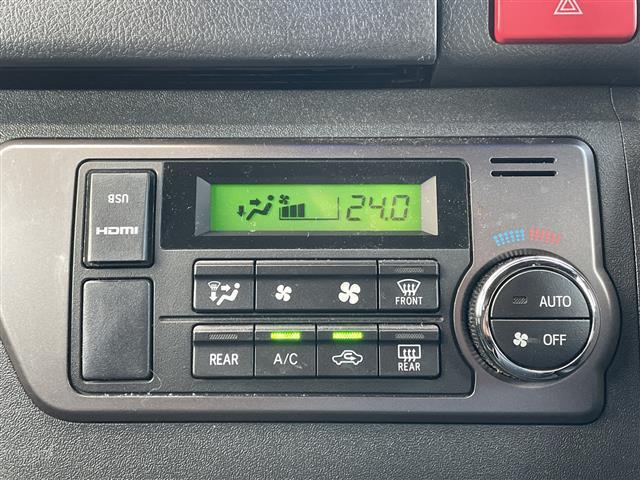 USB
HDMI
24.0
FRONT
AUTO
OFF
REAR
A/C
REAR